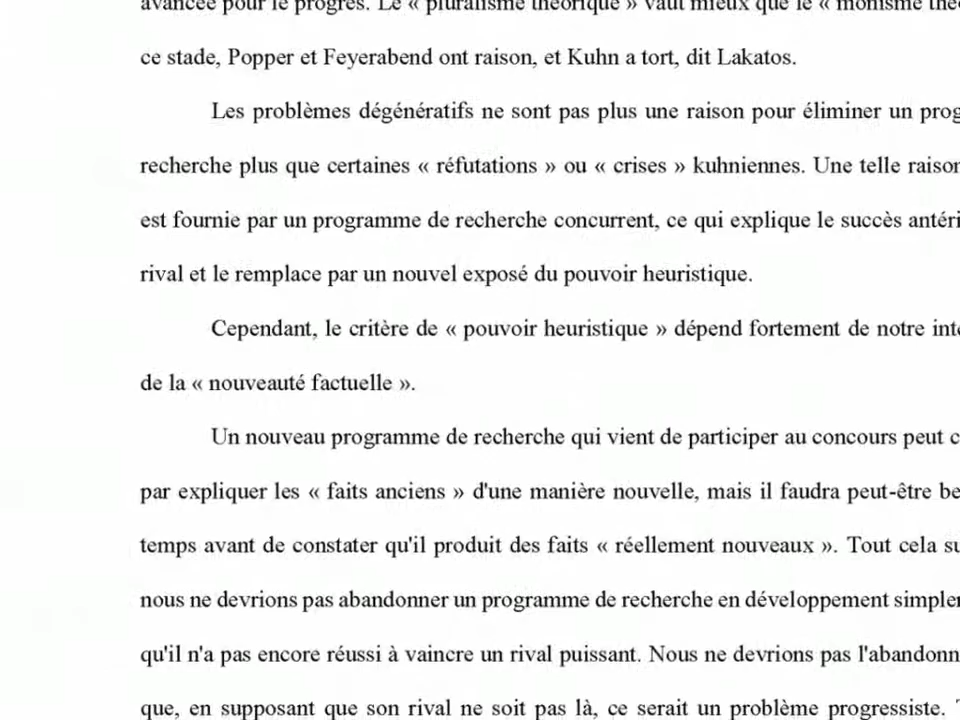 avancée pour le progrès. Le « pluralisme théorique » vaut mieux que le « monisme
ce stade, Popper et Feyerabend ont raison, et Kuhn a tort, dit Lakatos.
Les problèmes dégénératifs ne sont pas plus une raison pour éliminer un prog
recherche plus que certaines « réfutations » ou « crises » kuhniennes. Une telle raison
est fournie par un programme de recherche concurrent, ce qui explique le succès antéri
rival et le remplace par un nouvel exposé du pouvoir heuristique.
Cependant, le critère de « pouvoir heuristique » dépend fortement de notre inte
de la « nouveauté factuelle ».
Un nouveau programme de recherche qui vient de participer au concours peut c
par expliquer les « faits anciens » d'une manière nouvelle, mais il faudra peut-être be
temps avant de constater qu'il produit des faits « réellement nouveaux ». Tout cela su
nous ne devrions pas abandonner un programme de recherche en développement simplem
qu'il n'a pas encore réussi à vaincre un rival puissant. Nous ne devrions pas l'abandonn
que, en supposant que son rival ne soit pas là, ce serait un problème progressiste.